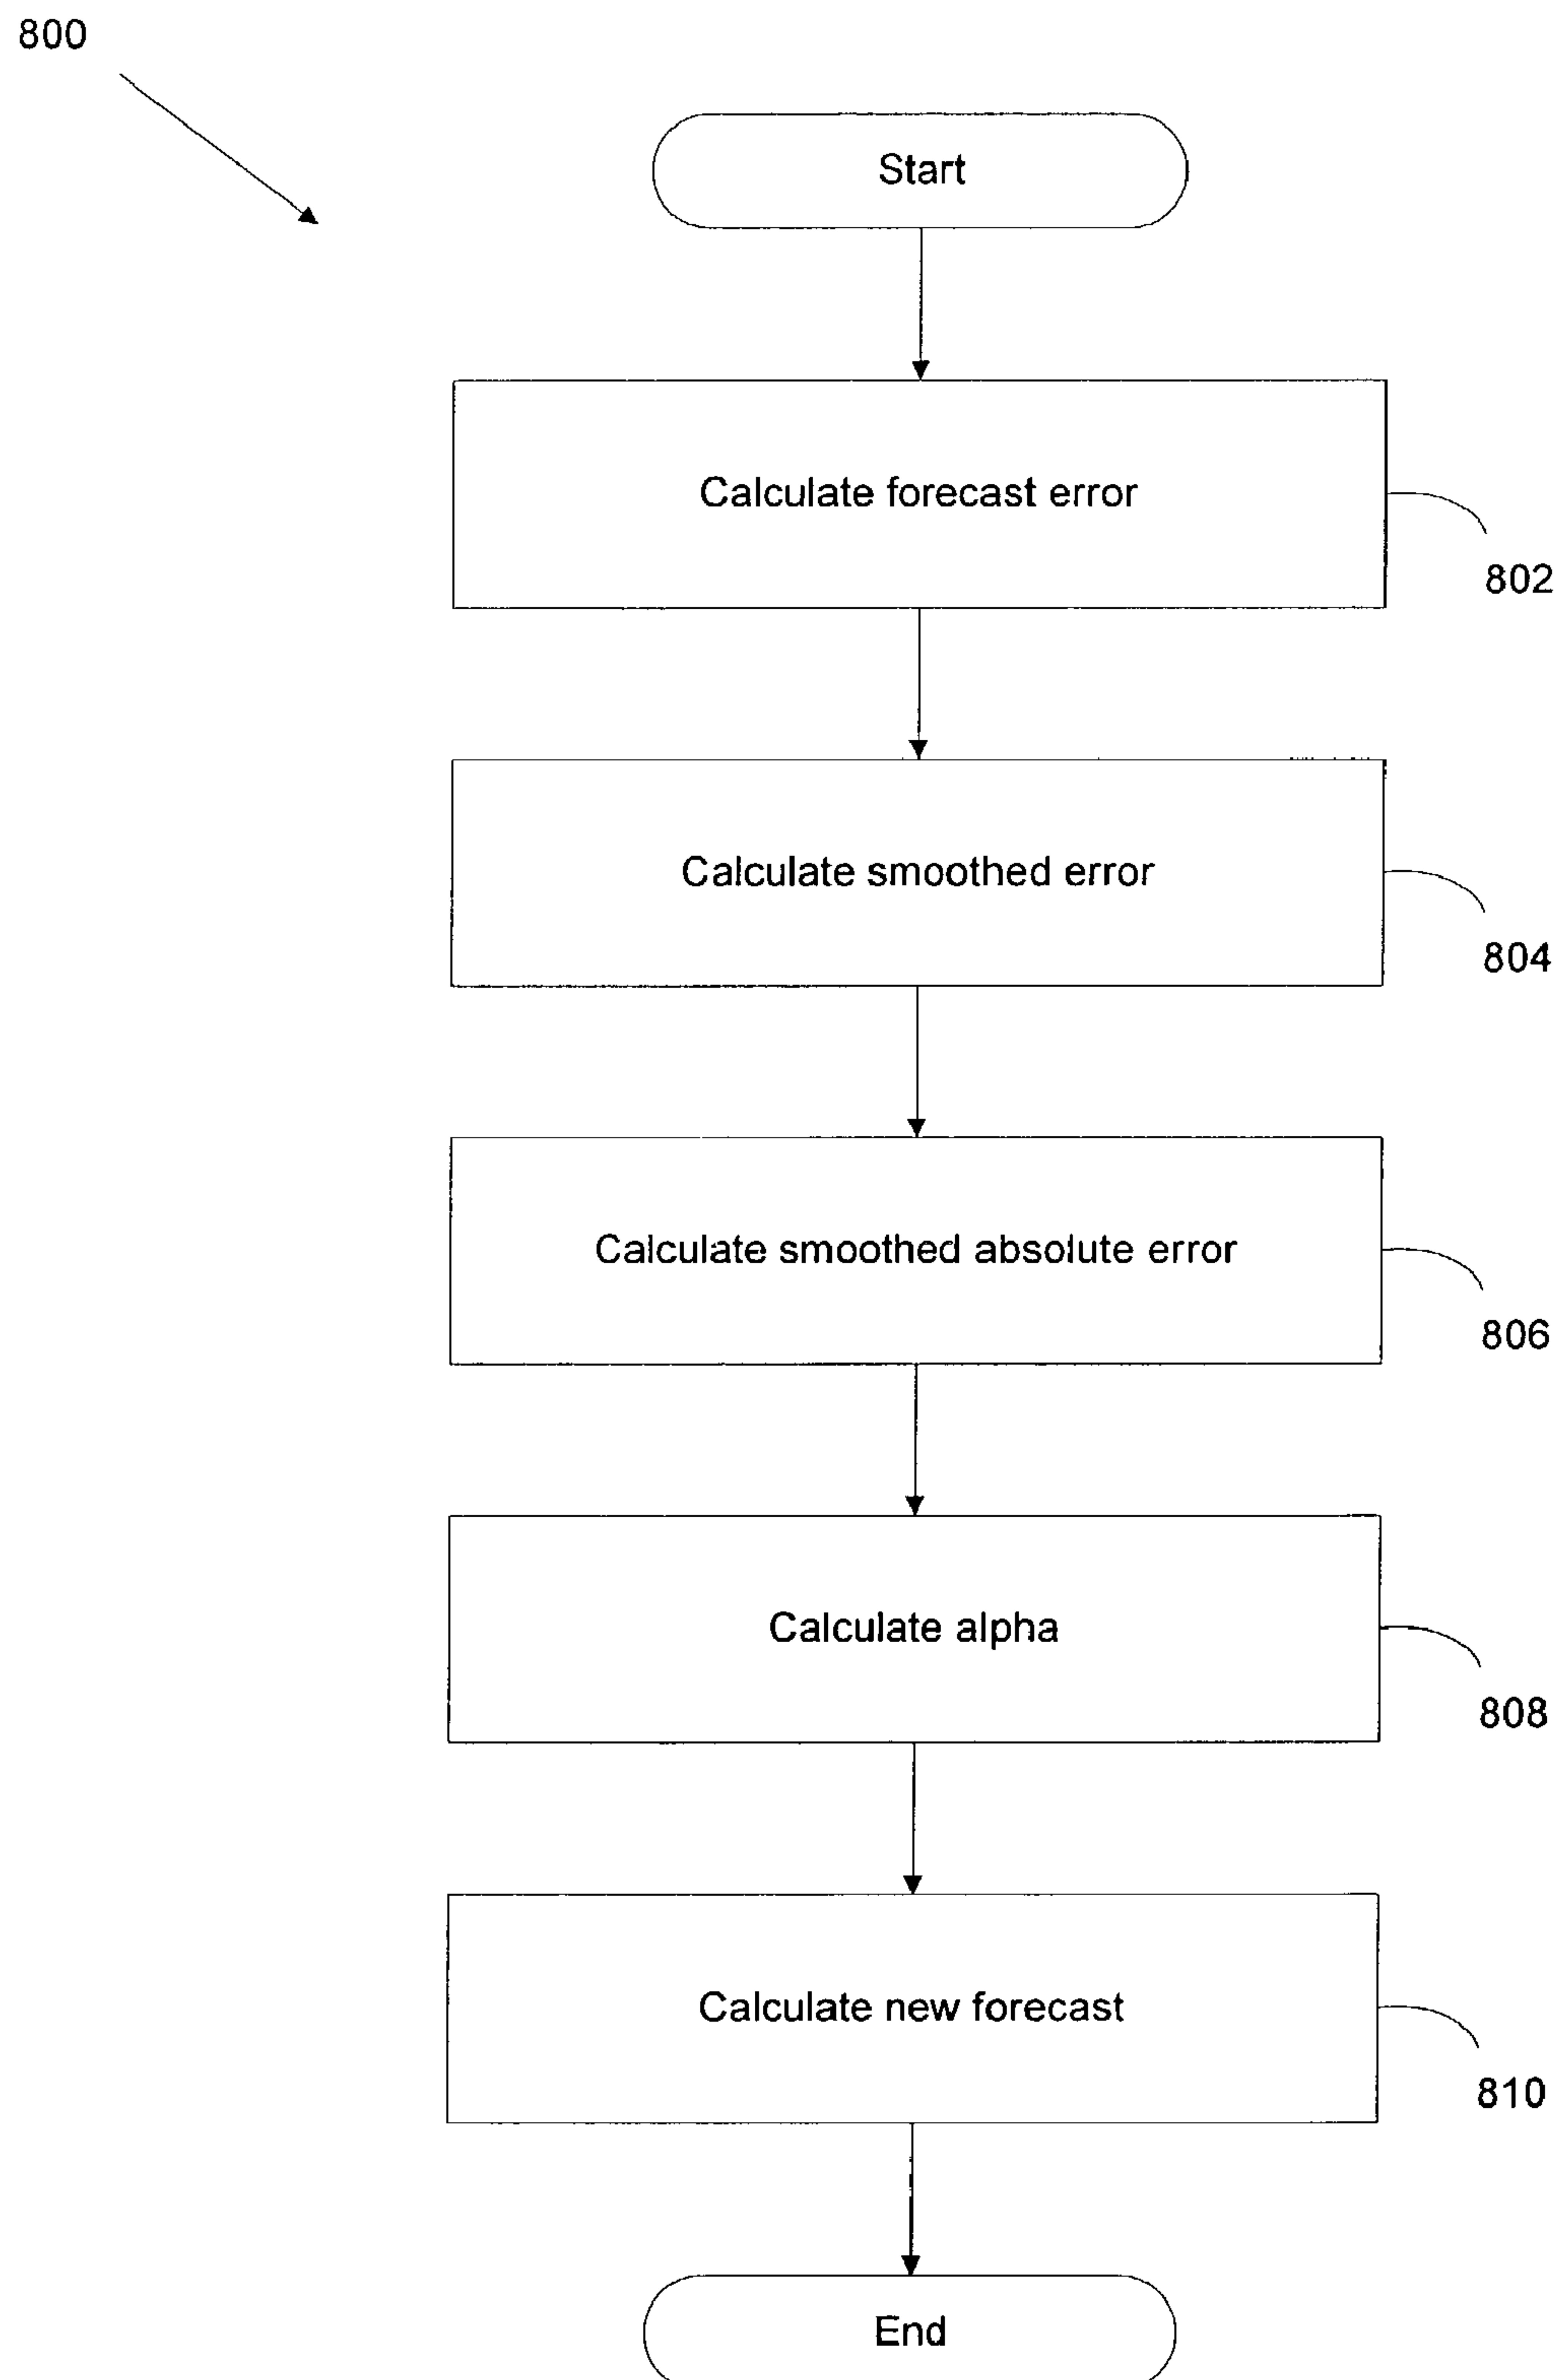 800
Start
Calculate forecast error
802
Calculate smoothed error
804
Calculate smoothed absolute error
806
Calculate alpha
808
Calculate new forecast
810
End